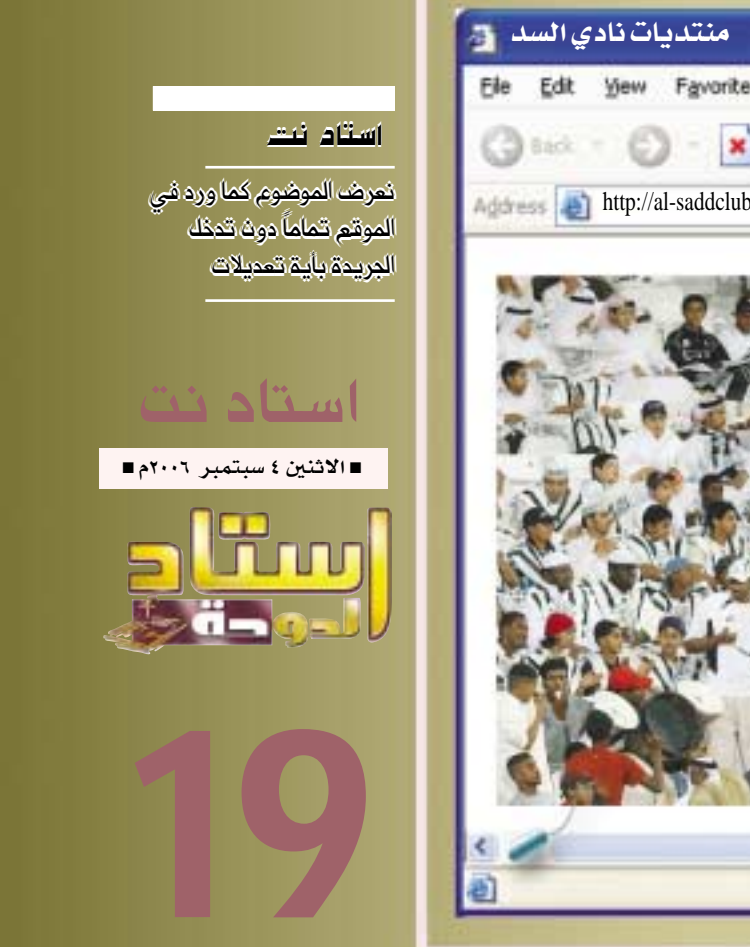 منتديات نادي السد
File Edit View Favorite
Back
Address http://al-saddclub
استاد نت
نعرض الموضوع كما ورد في
الموقع تماماً دون تدخل
الجريدة بأية تعديلات
استاد نت
■ الاثنين ٤ سبتمبر ٢٠٠٦م ■
استاد
الدوحة
19